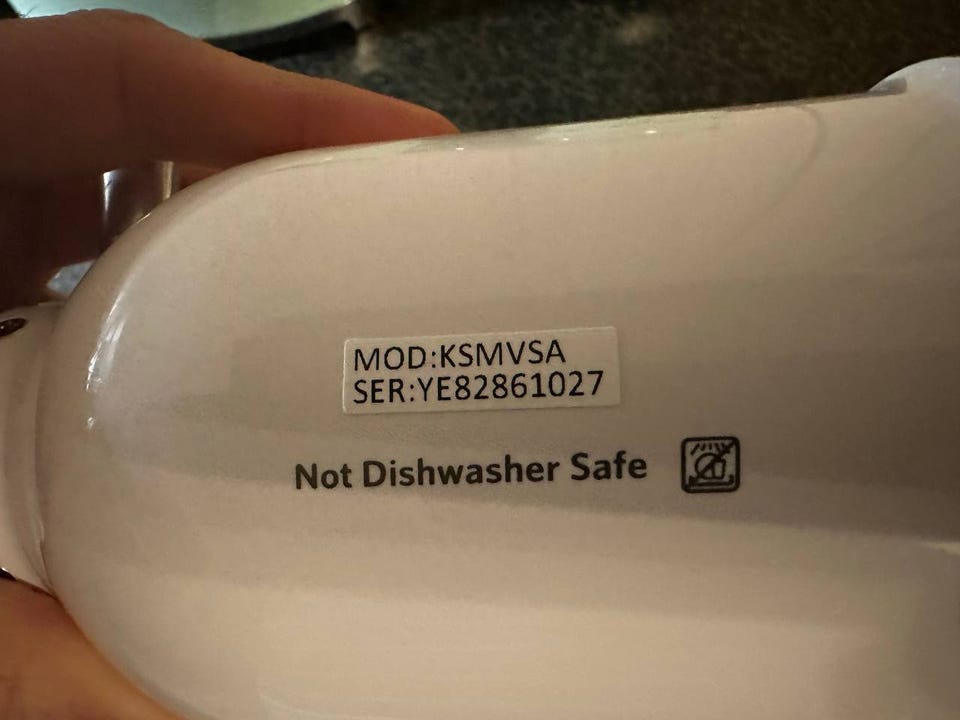 MOD:KSMVSA
SER:YE82861027
Not Dishwasher Safe